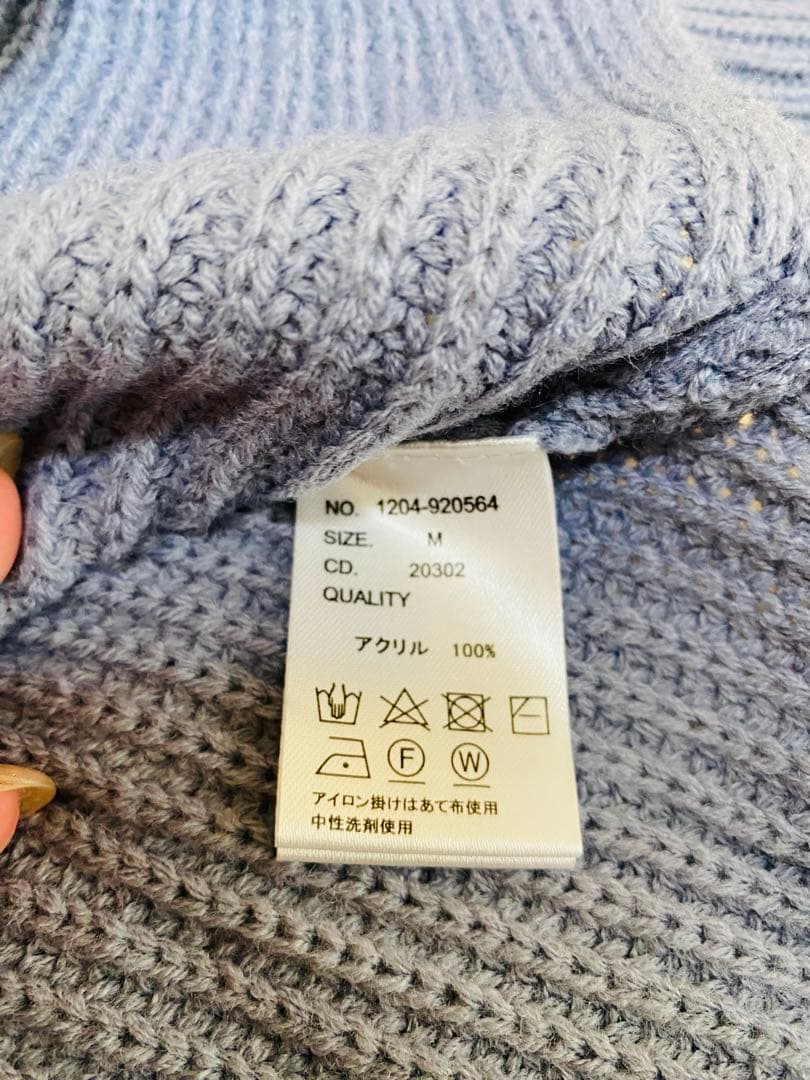 NO. 1204-920564
SIZE. M
CD. 20302
QUALITY
アクリル 100%
F W
アイロン掛けはあて布使用
中性洗剤使用